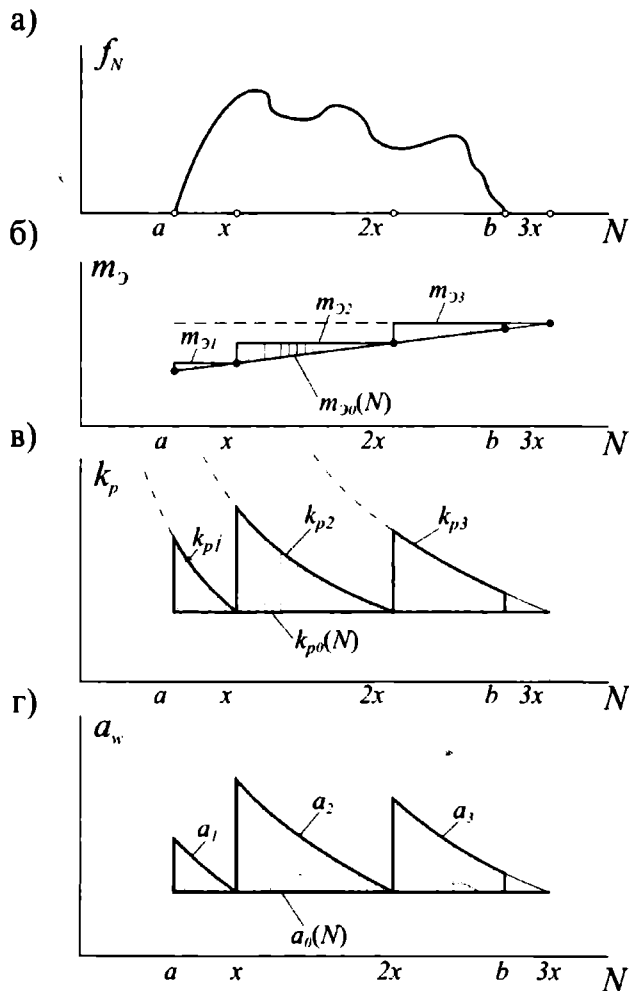 а)
f_N
a x 2x b 3x N
б)
m_Э
m_Э1 m_Э2 m_Э3
m_Э0(N)
a x 2x b 3x N
в)
k_p
k_p1 k_p2 k_p3
k_p0(N)
a x 2x b 3x N
г)
a_w
a_1 a_2 a_3
a_0(N)
a x 2x b 3x N